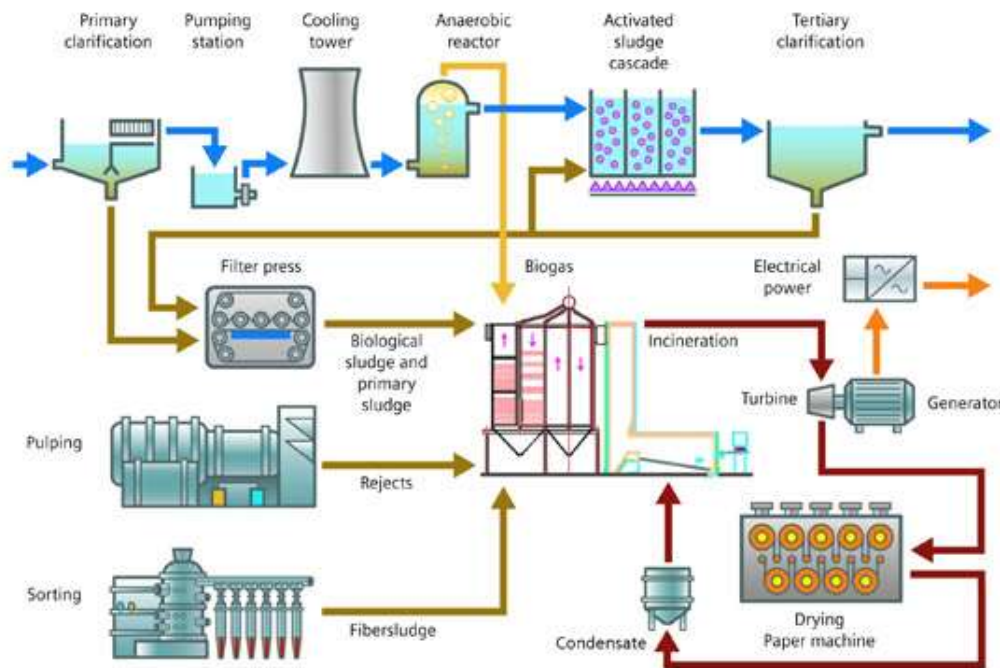 Primary
clarification
Pumping
station
Cooling
tower
Anaerobic
reactor
Activated
sludge
cascade
Tertiary
clarification
Filter press
Biogas
Electrical
power
Biological
sludge and
primary
sludge
Incineration
Turbine
Generator
Pulping
Rejects
Sorting
Fibersludge
Condensate
Drying
Paper machine